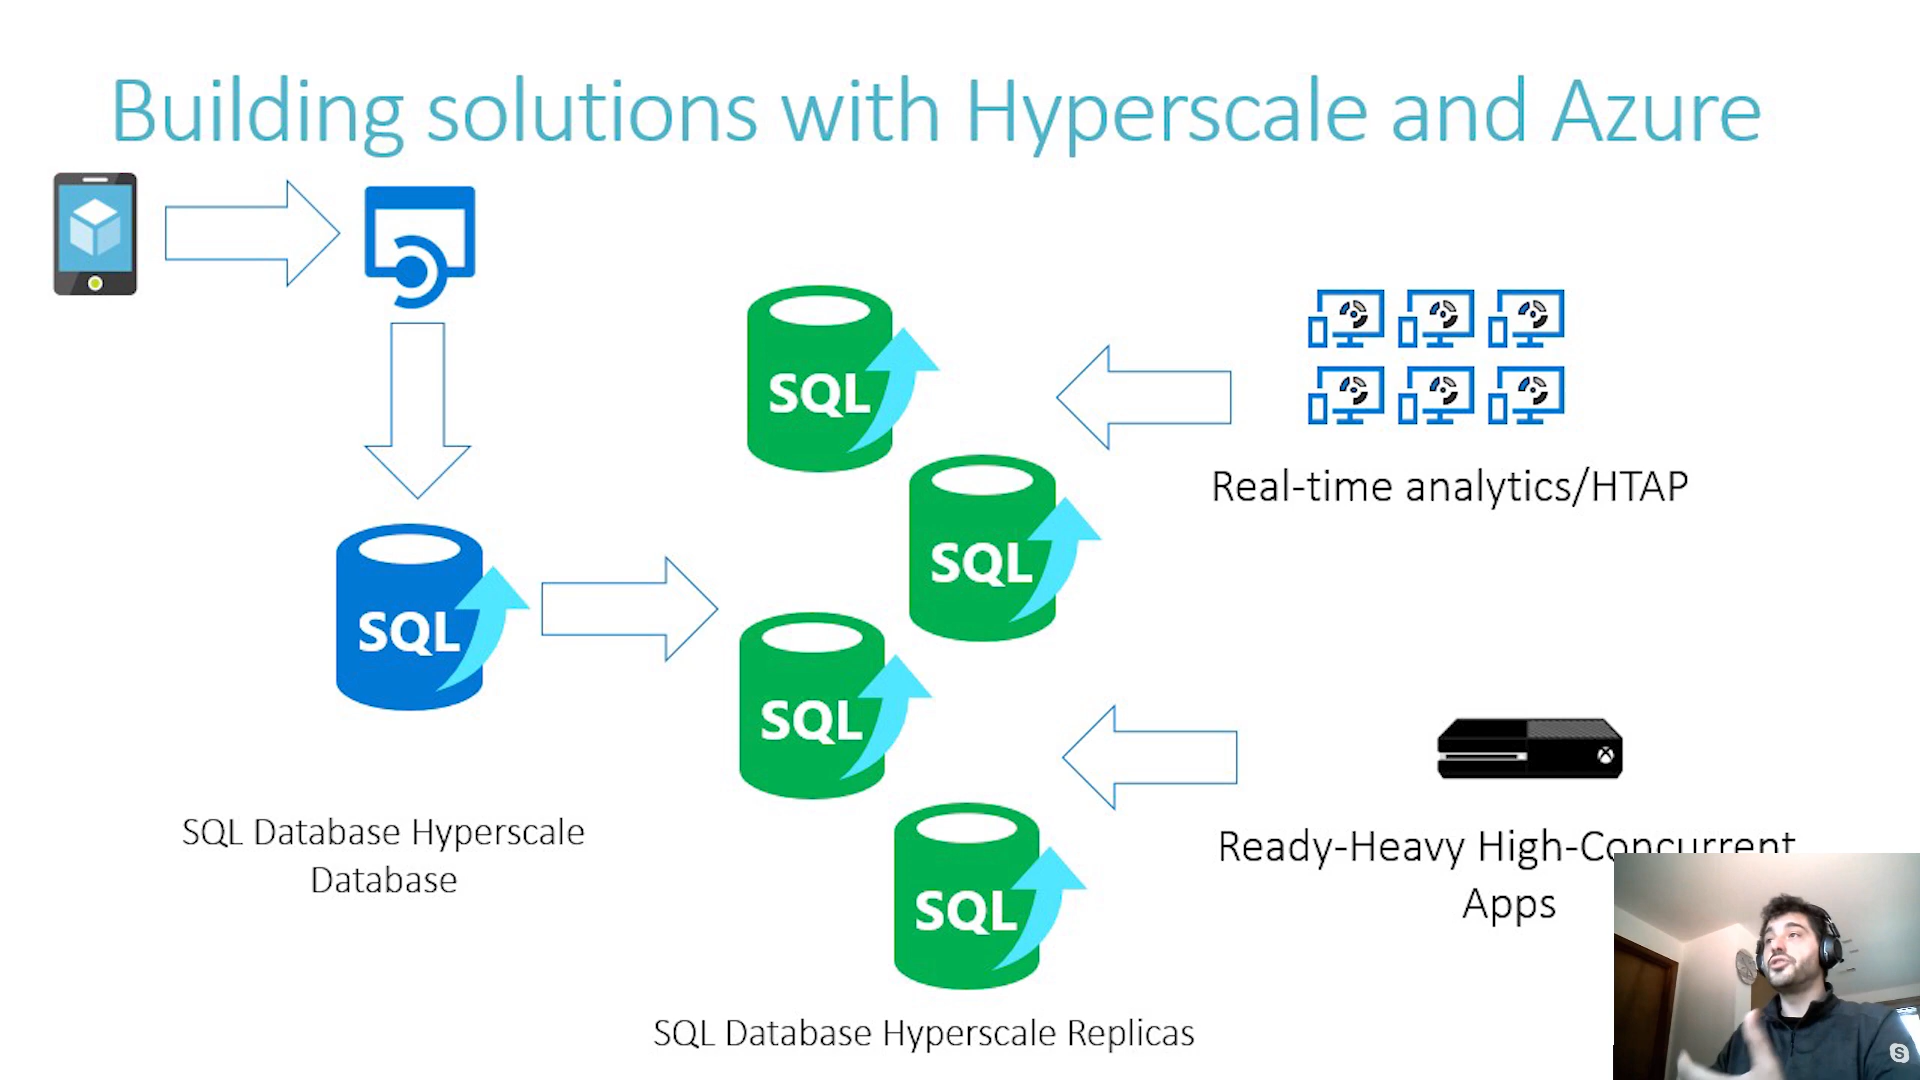 Building solutions with Hyperscale and Azure
SQL
Real-time analytics/HTAP
SQL
SQL
SQL
Ready-Heavy High-Concurrent
Apps
SQL Database Hyperscale
Database
SQL
SQL Database Hyperscale Replicas